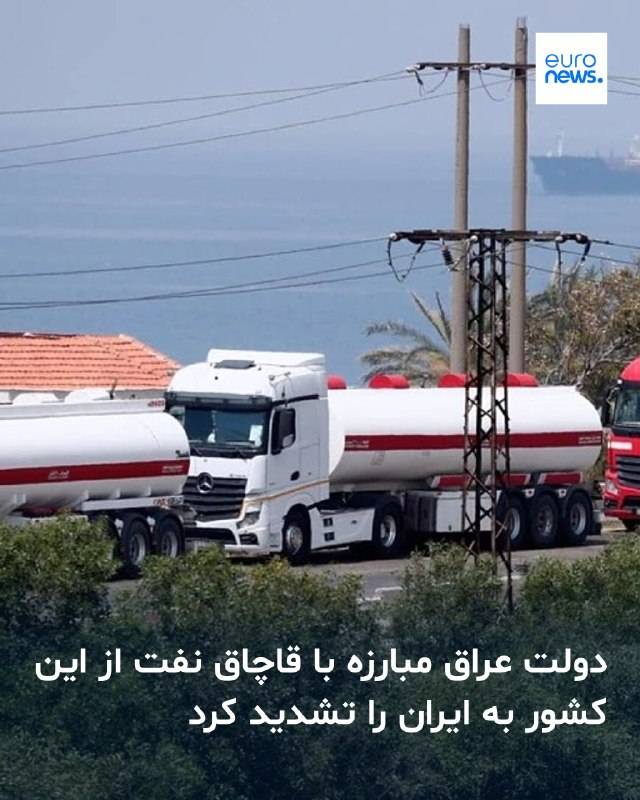 euro
news.
دولت عراق مبارزه با قاچاق نفت از این
کشور به ایران را تشدید کرد